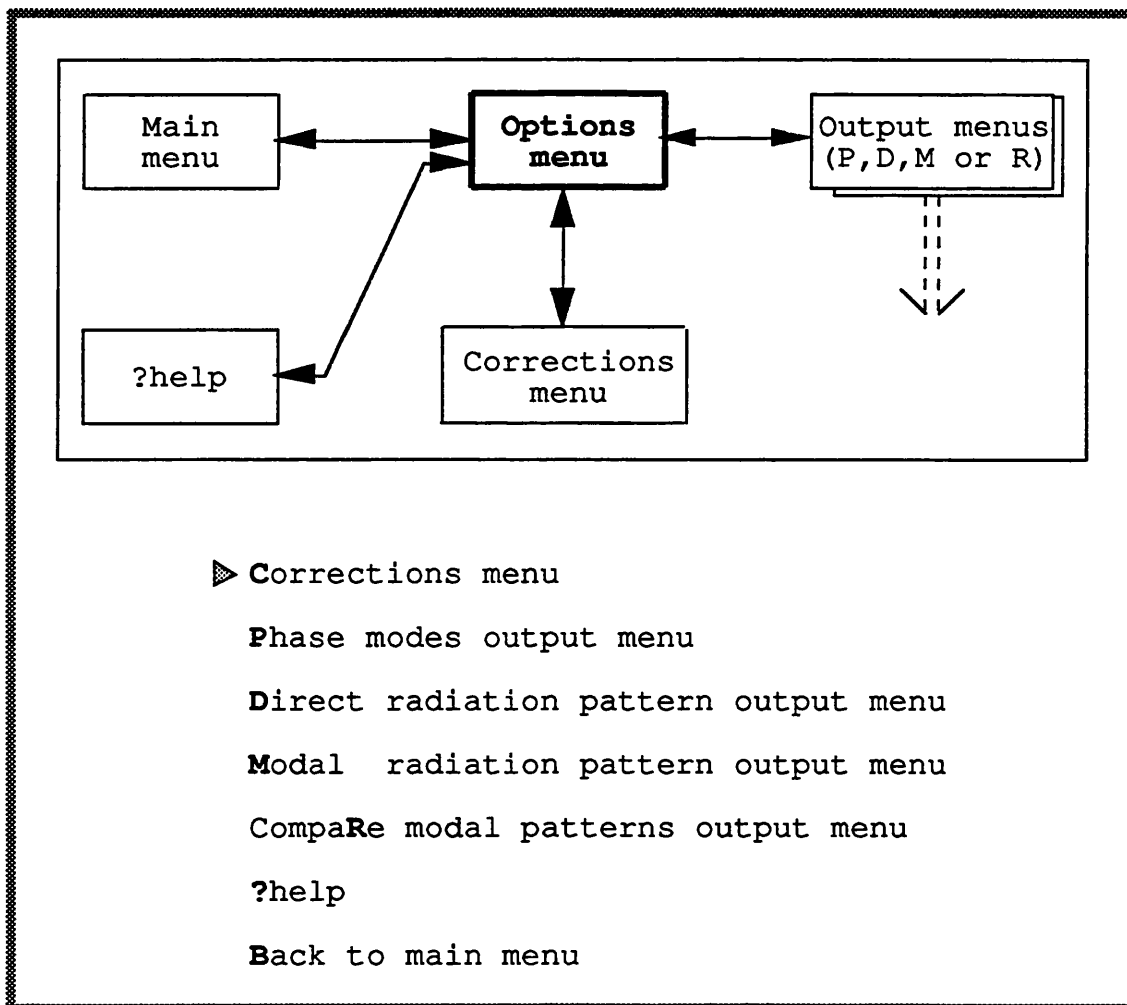 Main
menu
Options
menu
Output menus
(P,D,M or R)
?help
Corrections
menu
Corrections menu
Phase modes output menu
Direct radiation pattern output menu
Modal radiation pattern output menu
CompaRe modal patterns output menu
?help
Back to main menu